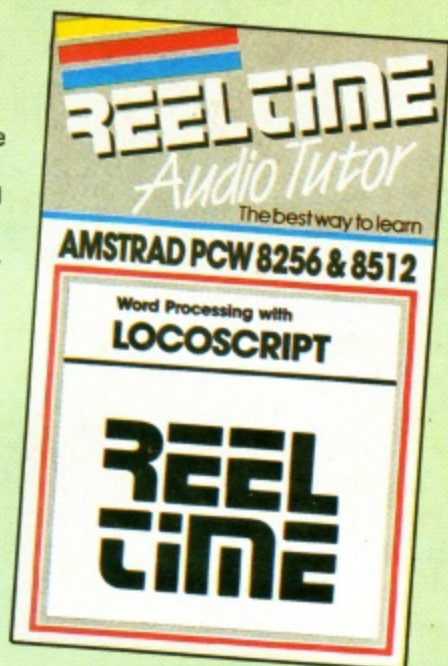 REEL TIME
Audio Tutor
The best way to learn
AMSTRAD PCW 8256 & 8512
Word Processing with
LOCOSCRIPT
REEL
TIME